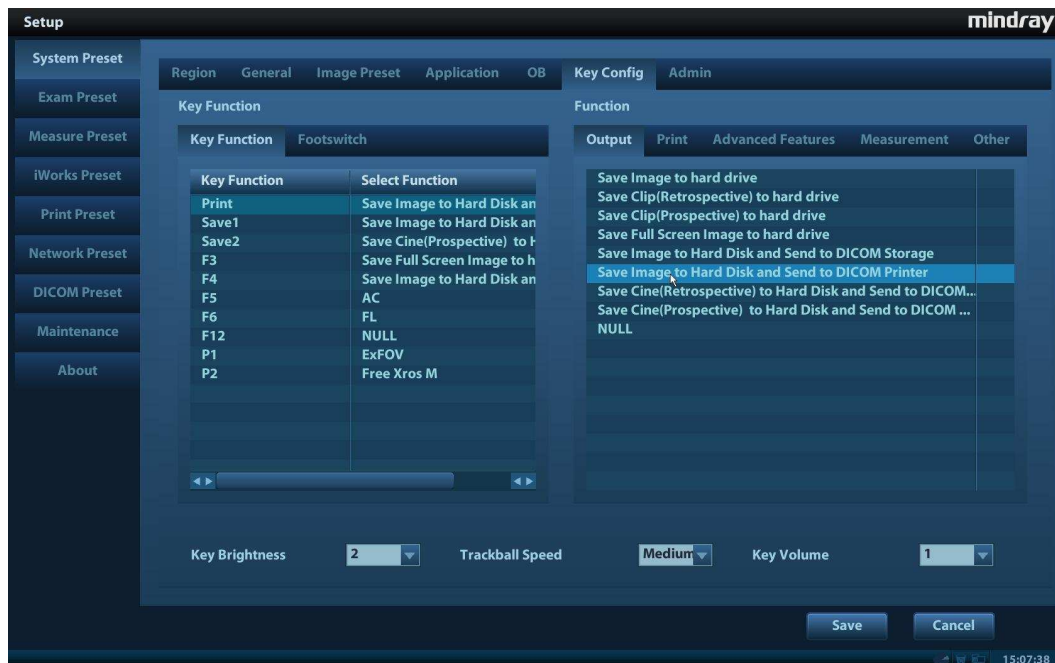 Setup
mindray
System Preset
Exam Preset
Measure Preset
iWorks Preset
Print Preset
Network Preset
DICOM Preset
Maintenance
About
Region General Image Preset Application OB Key Config Admin
Key Function
Key Function Footswitch
Key Function Select Function
Print Save Image to Hard Disk an
Save1 Save Image to Hard Disk an
Save2 Save Cine(Prospective) to H
F3 Save Full Screen Image to h
F4 Save Image to Hard Disk an
F5 AC
F6 FL
F12 NULL
P1 ExFOV
P2 Free Xros M
Function
Output Print Advanced Features Measurement Other
Save Image to hard drive
Save Clip(Retrospective) to hard drive
Save Clip(Prospective) to hard drive
Save Full Screen Image to hard drive
Save Image to Hard Disk and Send to DICOM Storage
Save Image to Hard Disk and Send to DICOM Printer
Save Cine(Retrospective) to Hard Disk and Send to DICOM...
Save Cine(Prospective) to Hard Disk and Send to DICOM ...
NULL
Key Brightness 2 Trackball Speed Medium Key Volume 1
Save Cancel
15:07:38